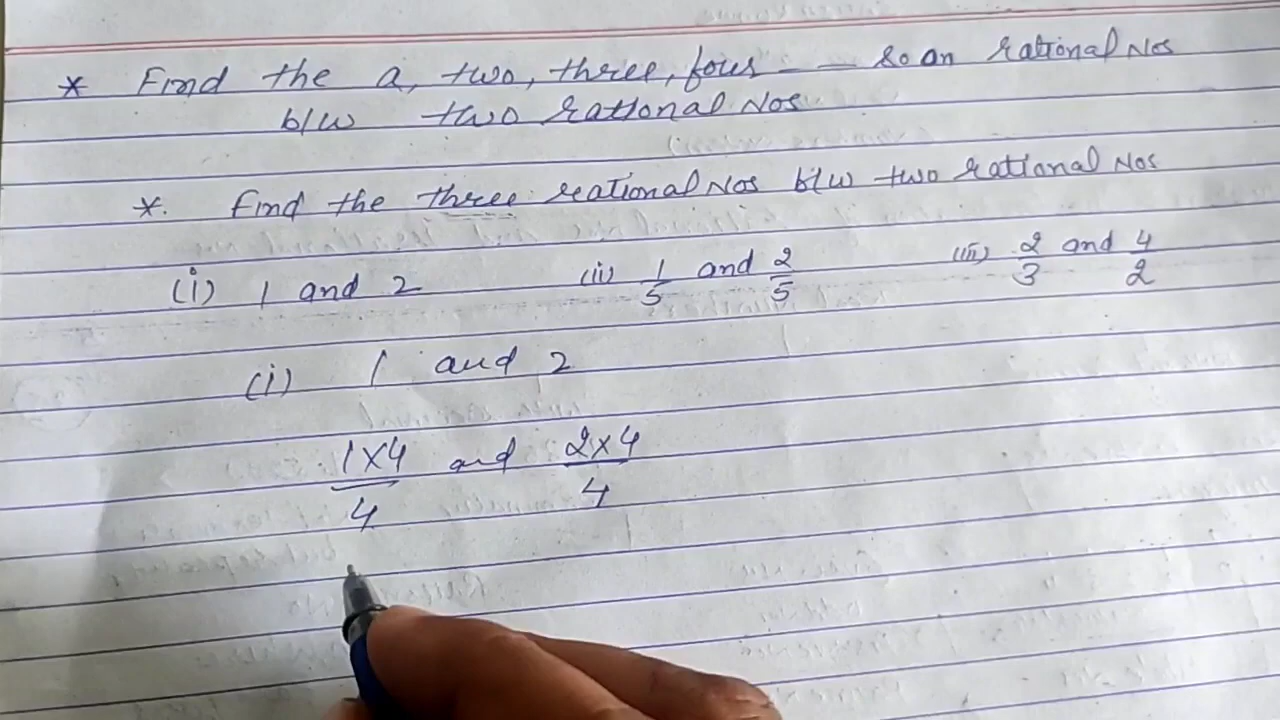 * Find the a, two, three, four - - so on rational Nos
b/w two rational Nos
*. Find the three rational Nos b/w two rational Nos
(i) 1 and 2 (ii) 1/5 and 2/5 (iii) 2/3 and 4/2
(i) 1 and 2
1×4/4 and 2×4/4